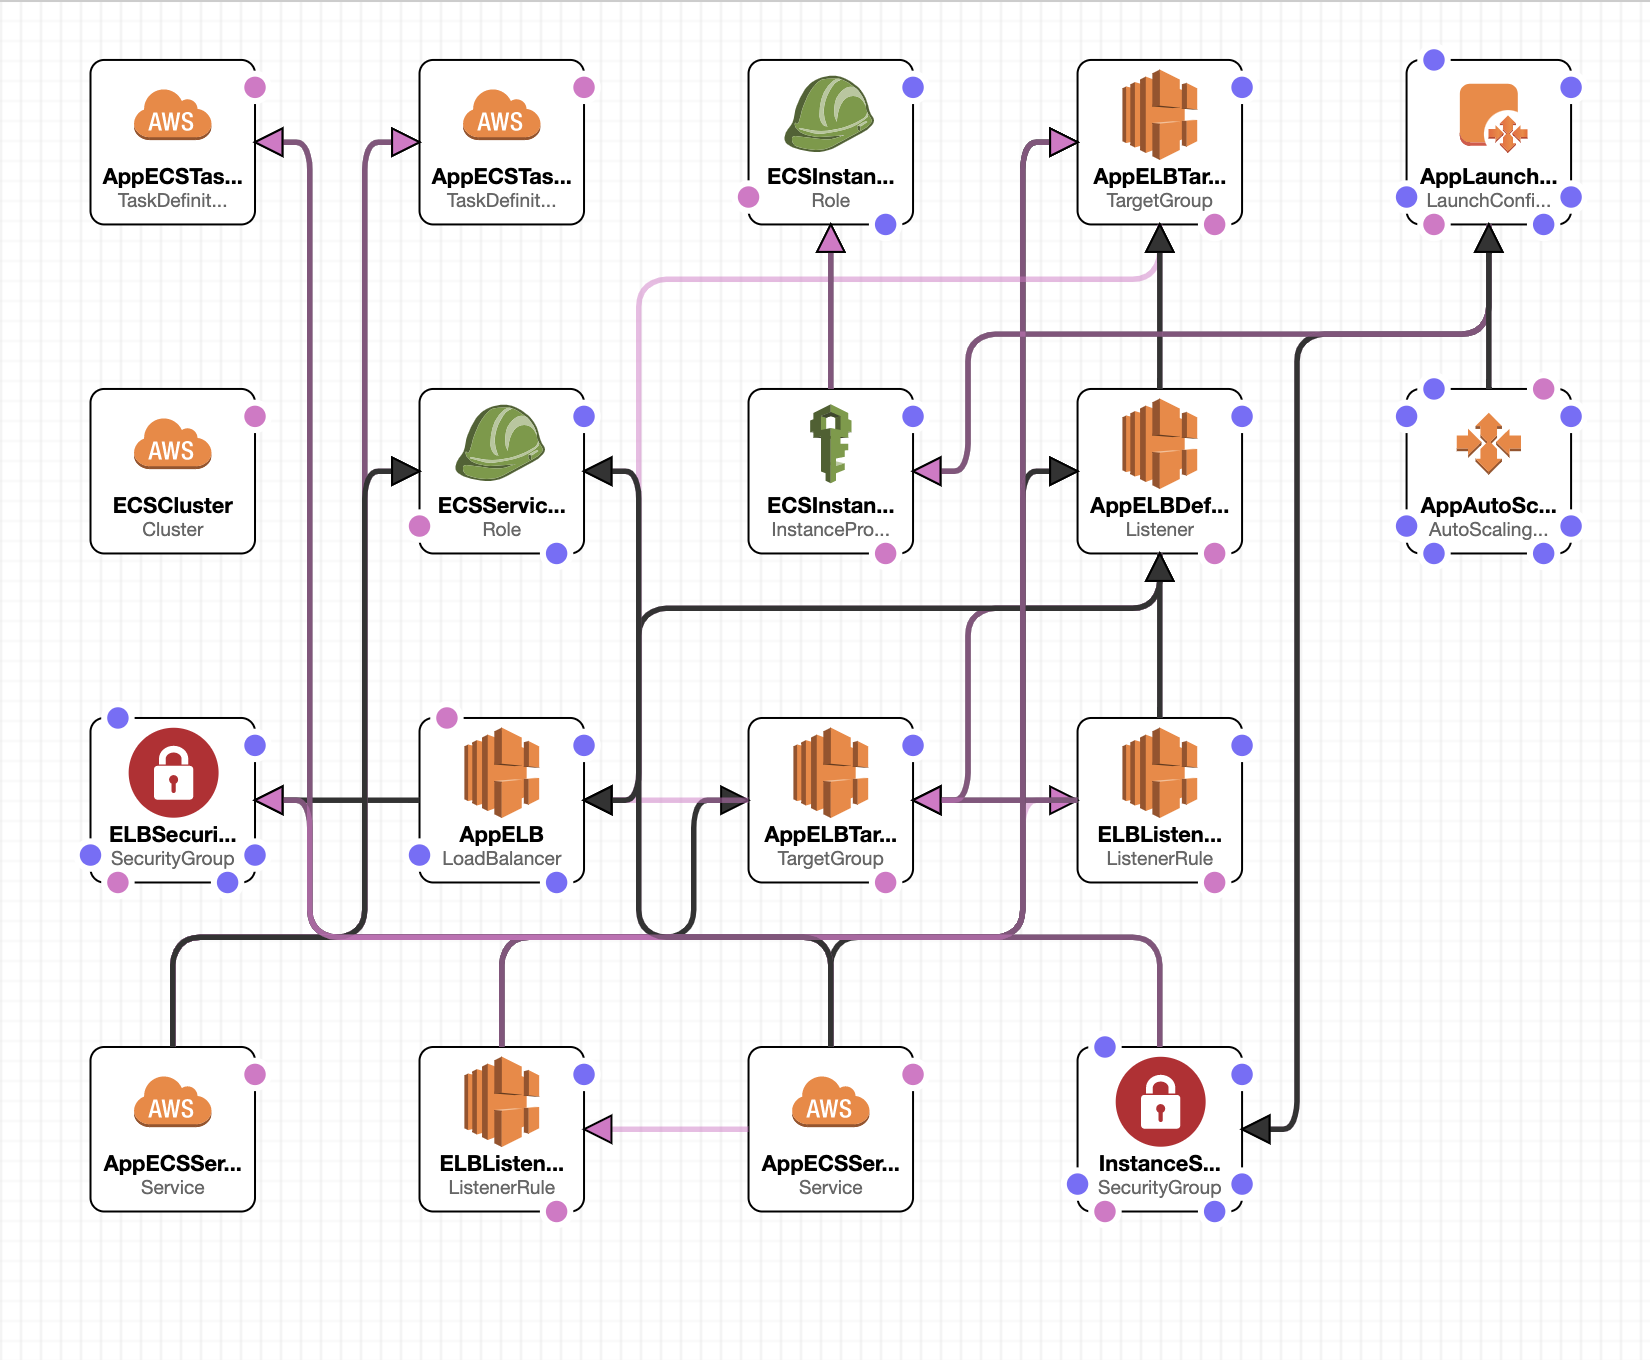 AWS
AppECSTas...
TaskDefinit...
AWS
AppECSTas...
TaskDefinit...
ECSInstan...
Role
AppELBTar...
TargetGroup
AppLaunch...
LaunchConfi...
AWS
ECSCluster
Cluster
ECSServic...
Role
ECSInstan...
InstancePro...
AppELBDef...
Listener
AppAutoSc...
AutoScaling...
ELBSecuri...
SecurityGroup
AppELB
LoadBalancer
AppELBTar...
TargetGroup
ELBListen...
ListenerRule
AWS
AppECSSer...
Service
ELBListen...
ListenerRule
AWS
AppECSSer...
Service
InstanceS...
SecurityGroup